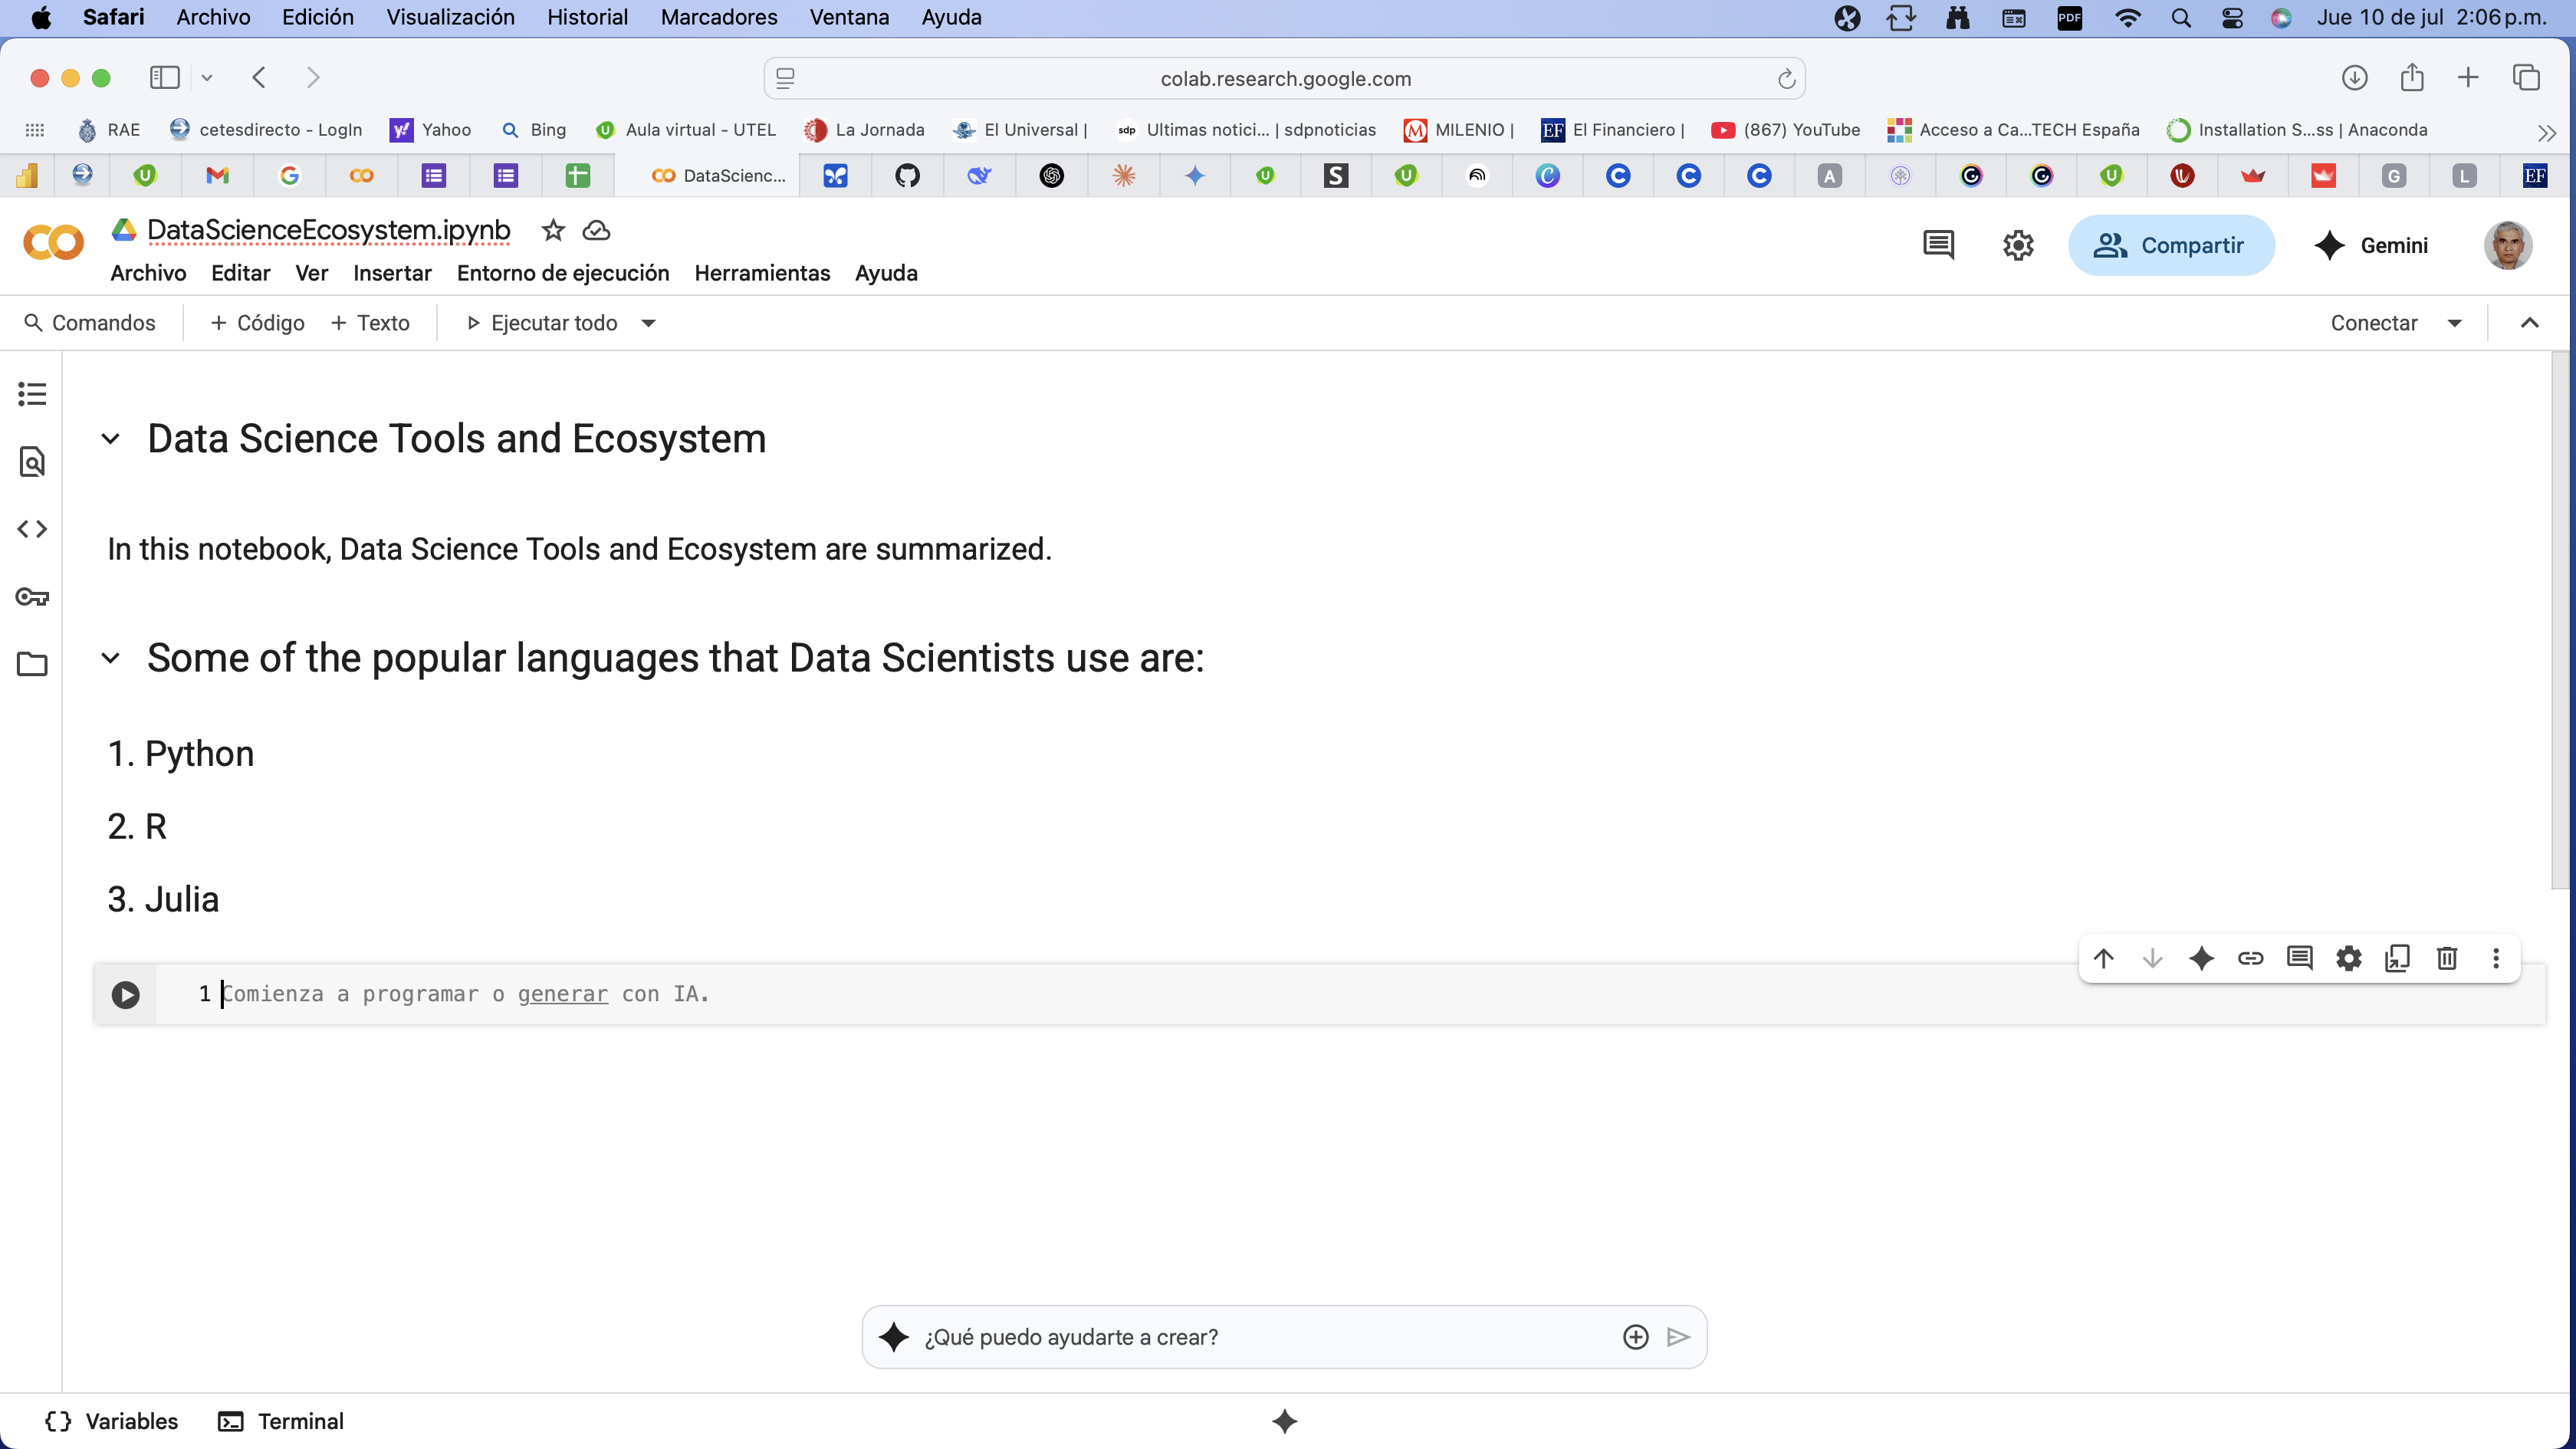 Safari Archivo Edición Visualización Historial Marcadores Ventana Ayuda PDF Jue 10 de jul 2:06 p.m.
colab.research.google.com
RAE cetesdirecto - LogIn Yahoo Bing Aula virtual - UTEL La Jornada El Universal | sdp Ultimas notici... | sdpnoticias MILENIO | EF El Financiero | (867) YouTube Acceso a Ca...TECH España Installation S...ss | Anaconda
DataScienc... S A G L EF
DataScienceEcosystem.ipynb
Compartir Gemini
Archivo Editar Ver Insertar Entorno de ejecución Herramientas Ayuda
Comandos + Código + Texto Ejecutar todo Conectar
Data Science Tools and Ecosystem
In this notebook, Data Science Tools and Ecosystem are summarized.
Some of the popular languages that Data Scientists use are:
1. Python
2. R
3. Julia
1 Comienza a programar o generar con IA.
¿Qué puedo ayudarte a crear?
Variables Terminal